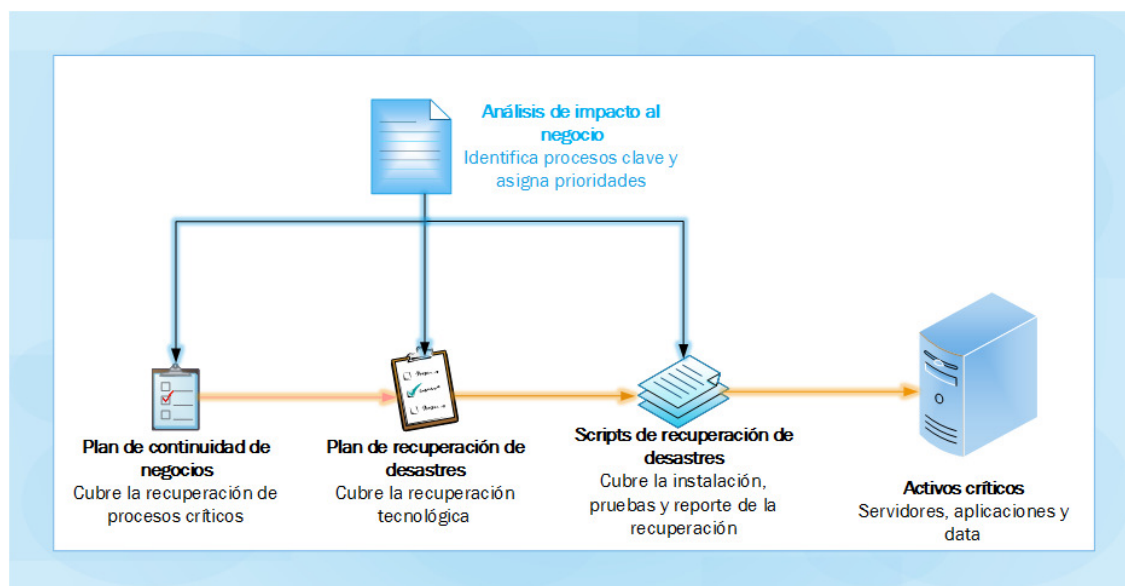 Análisis de impacto al
negocio
Identifica procesos clave y
asigna prioridades
Plan de continuidad de
negocios
Cubre la recuperación de
procesos críticos
Plan de recuperación de
desastres
Cubre la recuperación
tecnológica
Scripts de recuperación de
desastres
Cubre la instalación,
pruebas y reporte de la
recuperación
Activos críticos
Servidores, aplicaciones y
data